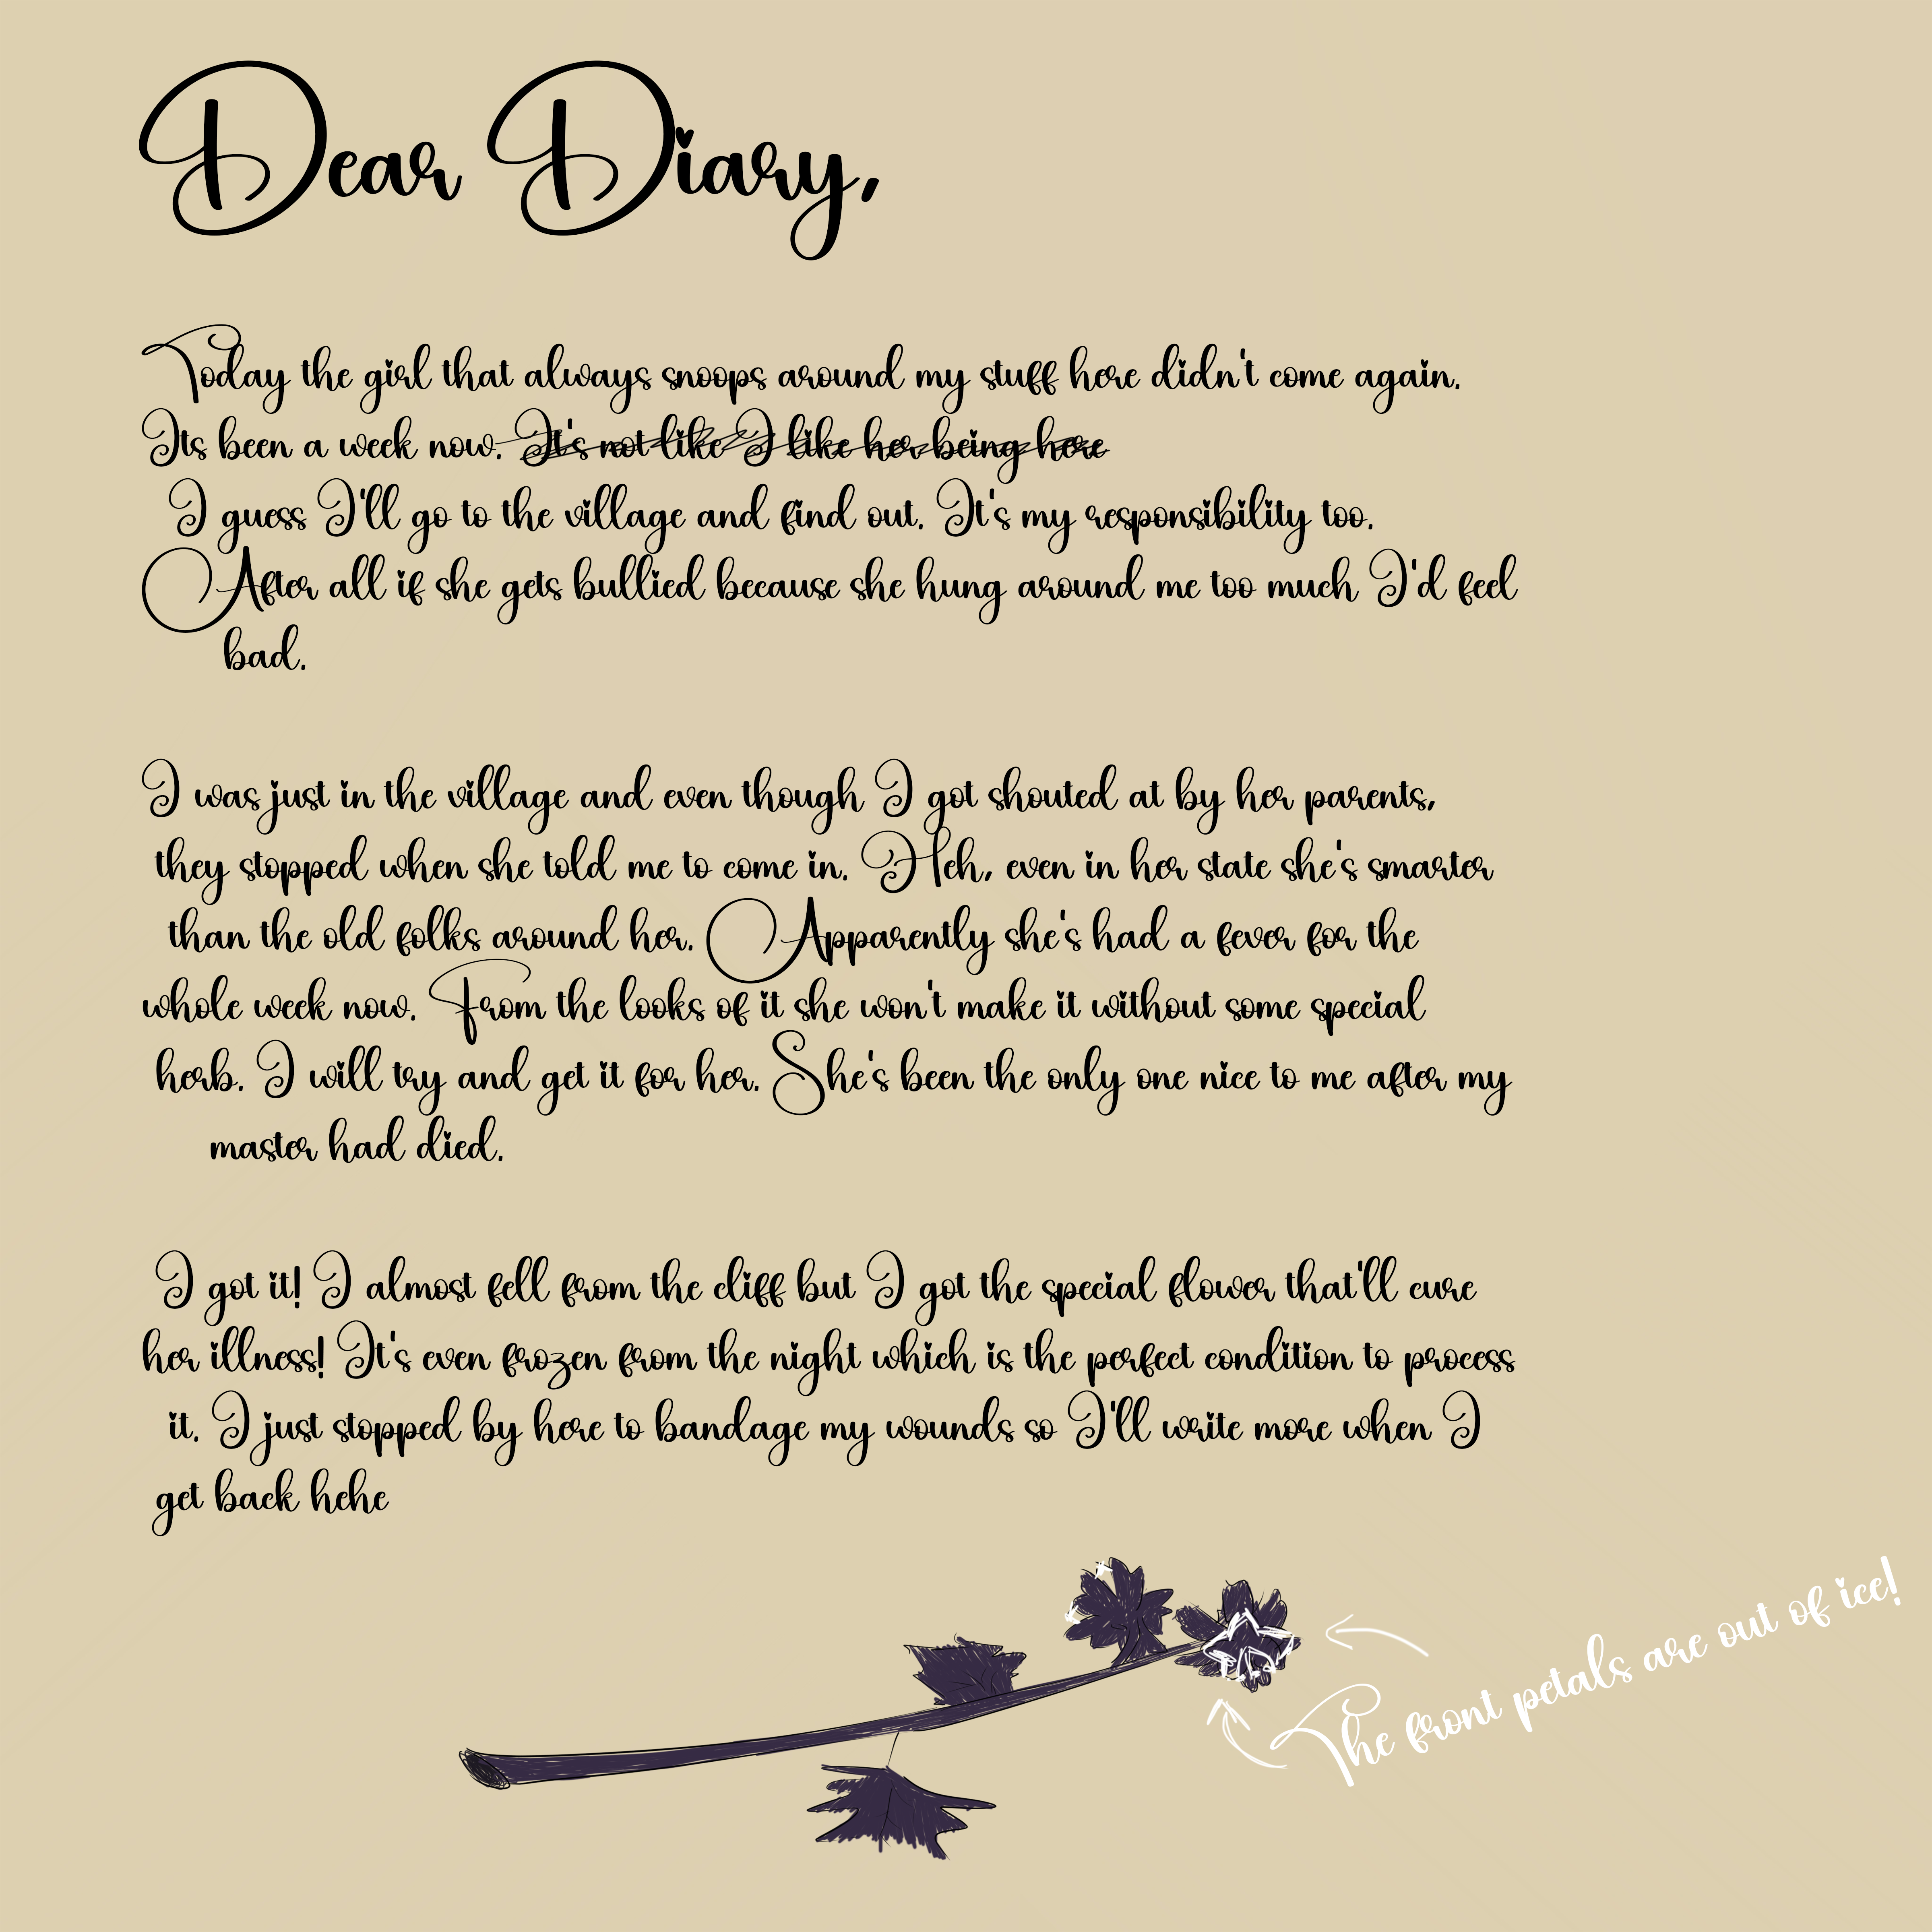 Dear Diary,
Today the girl that always snoops around my stuff here didn't come again.
Its been a week now. It's not like I like her being here
I guess I'll go to the village and find out. It's my responsibility too.
After all if she gets bullied because she hung around me too much I'd feel
bad.
I was just in the village and even though I got shouted at by her parents,
they stopped when she told me to come in. Heh, even in her state she's smarter
than the old folks around her. Apparently she's had a fever for the
whole week now. From the looks of it she won't make it without some special
herb. I will try and get it for her. She's been the only one nice to me after my
master had died.
I got it! I almost fell from the cliff but I got the special flower that'll cure
her illness! It's even frozen from the night which is the perfect condition to process
it. I just stopped by here to bandage my wounds so I'll write more when I
get back hehe
The front petals are out of ice!